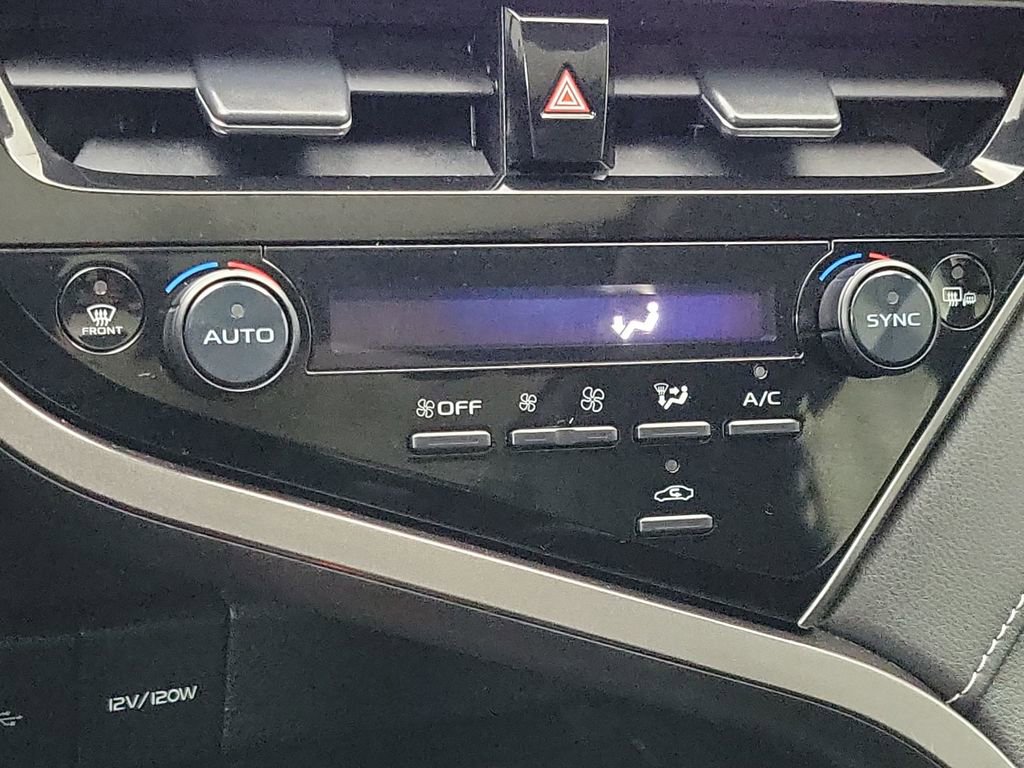 FRONT
AUTO
SYNC
OFF
A/C
12V/120W